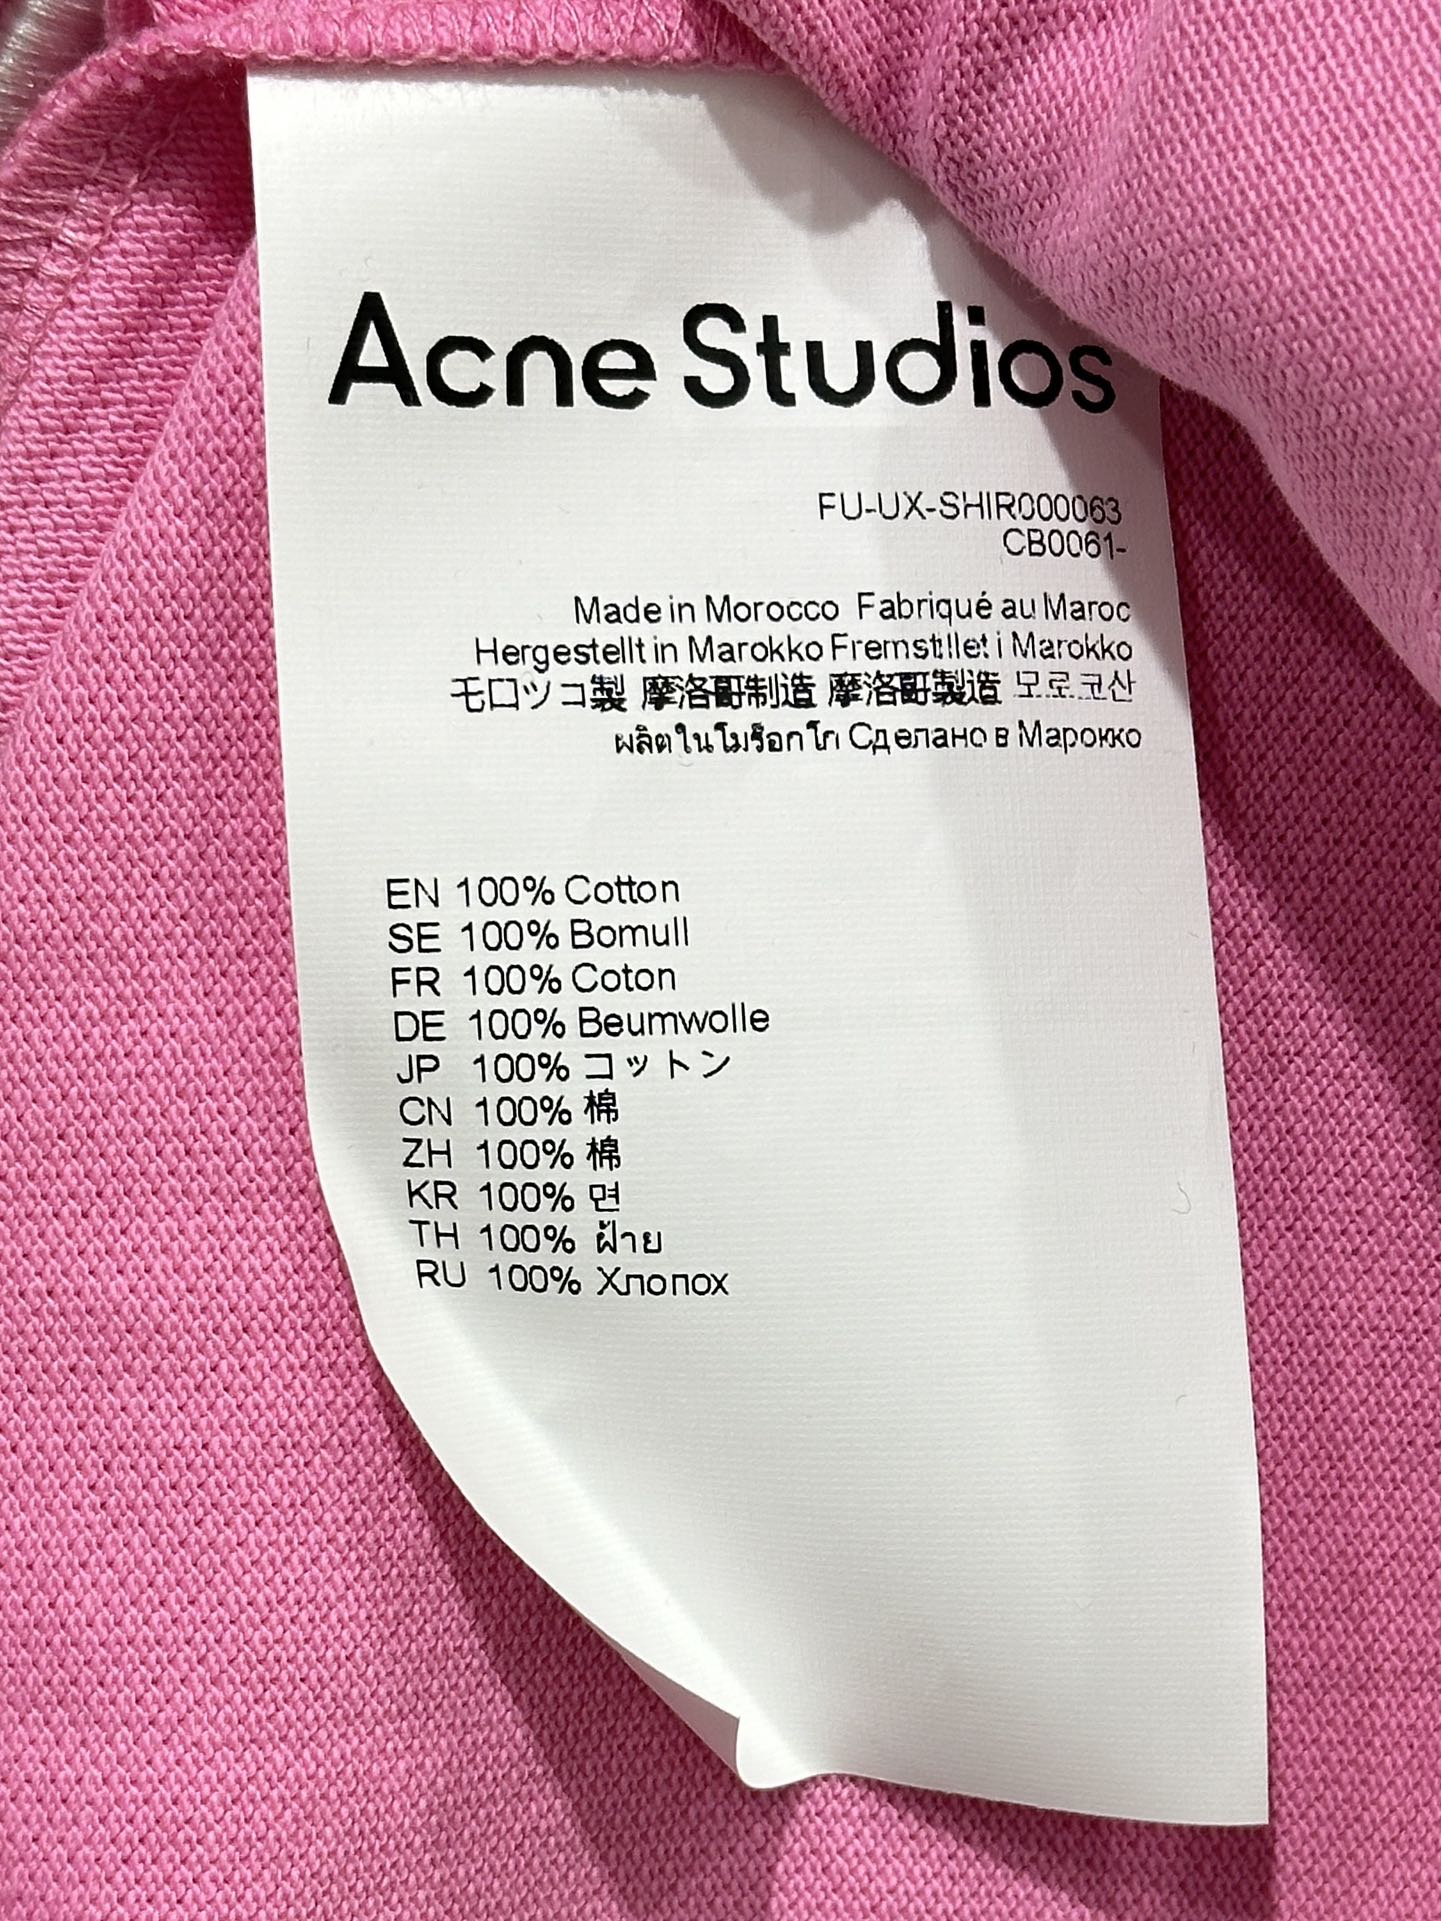 Acne Studios
FU-UX-SHIR000063
CB0061-
Made in Morocco Fabriqué au Maroc
Hergestellt in Marokko Fremstillet i Marokko
モロッコ製 摩洛哥制造 摩洛哥製造 모로코산
ผลิตในโมร็อกโก Сделано в Марокко
EN 100% Cotton
SE 100% Bomull
FR 100% Coton
DE 100% Beumwolle
JP 100% コットン
CN 100% 棉
ZH 100% 棉
KR 100% 면
TH 100% ฝ้าย
RU 100% Хлопох